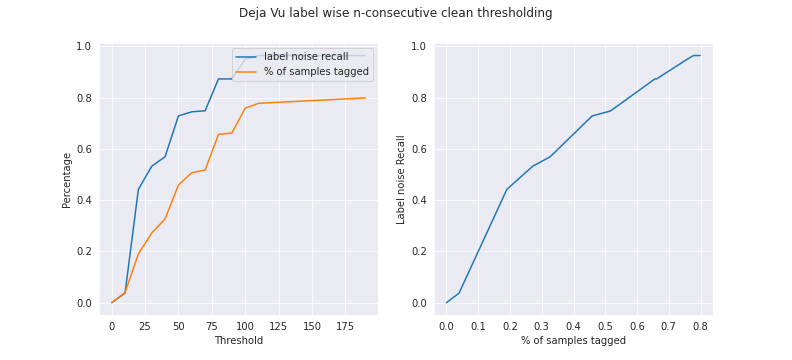 Deja Vu label wise n-consecutive clean thresholding
label noise recall
% of samples tagged
1.0
0.8
0.6
0.4
0.2
0.0
Percentage
0 25 50 75 100 125 150 175
Threshold
1.0
0.8
0.6
0.4
0.2
0.0
Label noise Recall
0.0 0.1 0.2 0.3 0.4 0.5 0.6 0.7 0.8
% of samples tagged